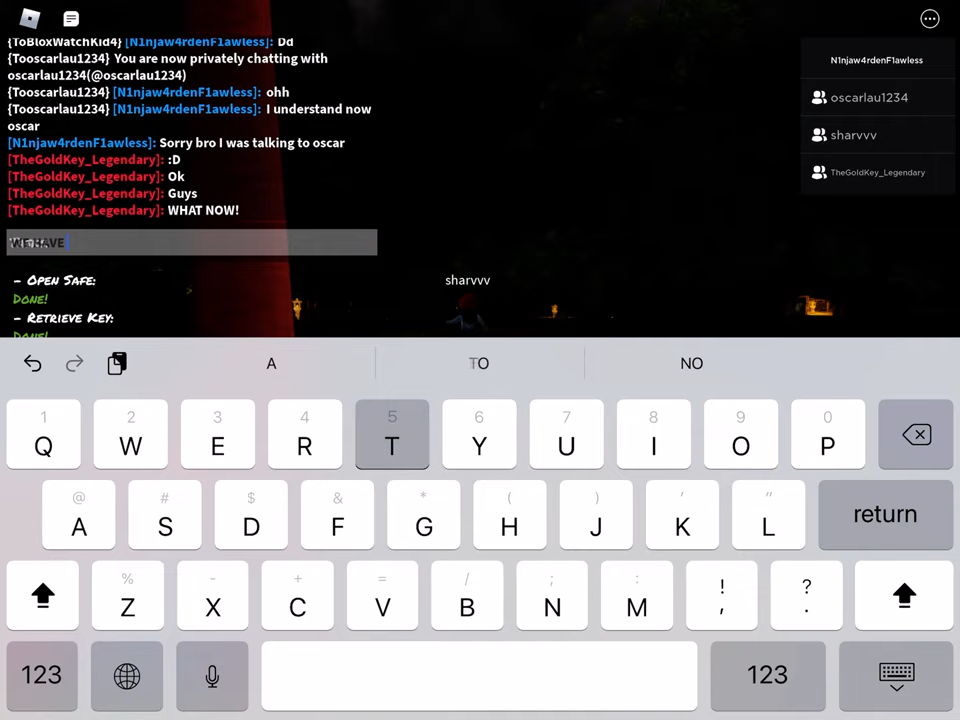 {ToBloxWatchKid4} [N1njaw4rdenF1awless]: Dd
{Tooscarlau1234} You are now privately chatting with
oscarlau1234(@oscarlau1234)
{Tooscarlau1234} [N1njaw4rdenF1awless]: ohh
{Tooscarlau1234} [N1njaw4rdenF1awless]: I understand now
oscar
[N1njaw4rdenF1awless]: Sorry bro I was talking to oscar
[TheGoldKey_Legendary]: :D
[TheGoldKey_Legendary]: Ok
[TheGoldKey_Legendary]: Guys
[TheGoldKey_Legendary]: WHAT NOW!
WE HAVE
- Open Safe:
Done!
- Retrieve Key:
Done!
N1njaw4rdenF1awless
oscarlau1234
sharvvv
TheGoldKey_Legendary
sharvvv
A TO NO
1 2 3 4 5 6 7 8 9 0
Q W E R T Y U I O P
@ # $ & * ( ) ' "
A S D F G H J K L return
% - + = / ; : ! ?
Z X C V B N M , .
123 123